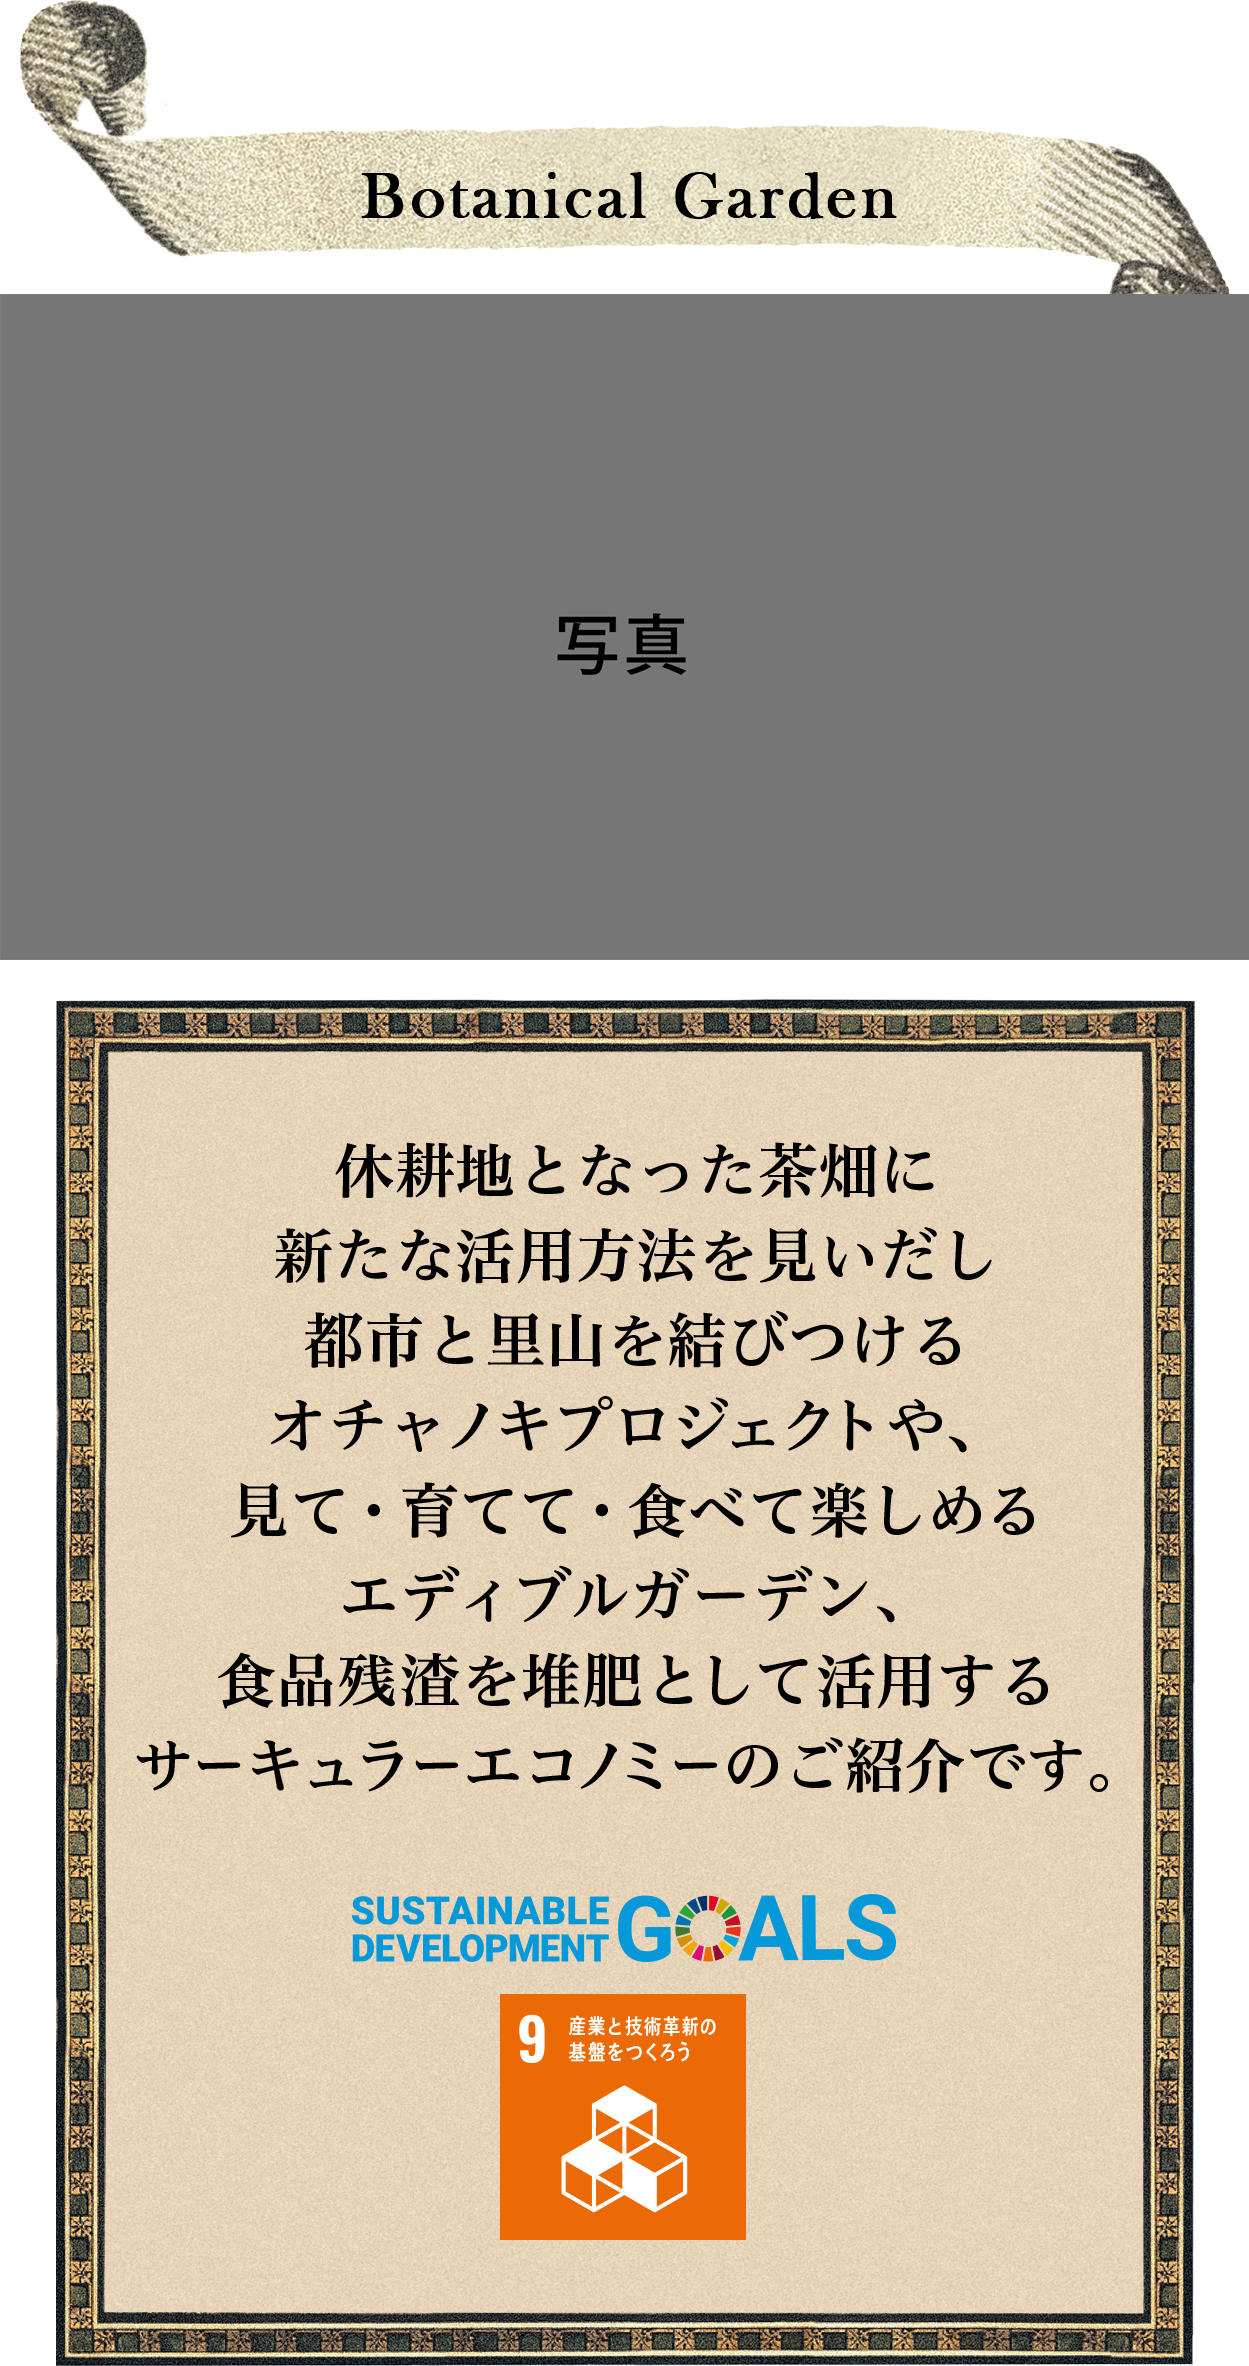 Botanical Garden
写真
休耕地となった茶畑に
新たな活用方法を見いだし
都市と里山を結びつける
オチャノキプロジェクトや、
見て・育てて・食べて楽しめる
エディブルガーデン、
食品残渣を堆肥として活用する
サーキュラーエコノミーのご紹介です。
SUSTAINABLE
DEVELOPMENT
GOALS
9
産業と技術革新の
基盤をつくろう